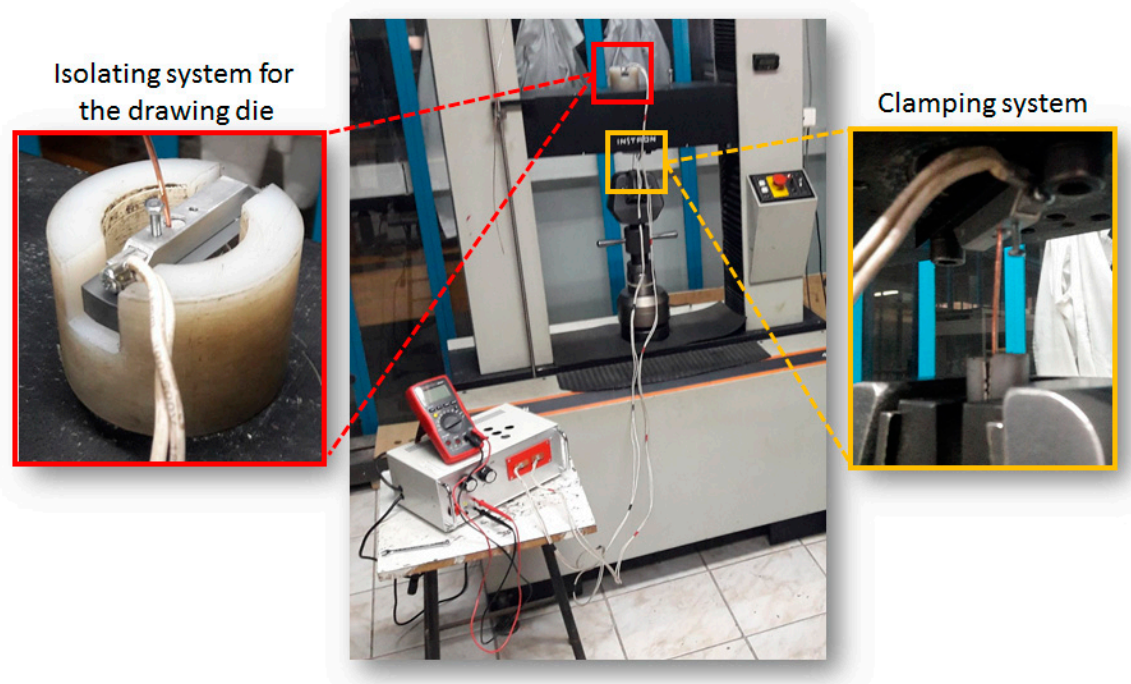 Isolating system for
the drawing die
Clamping system
INSTRON